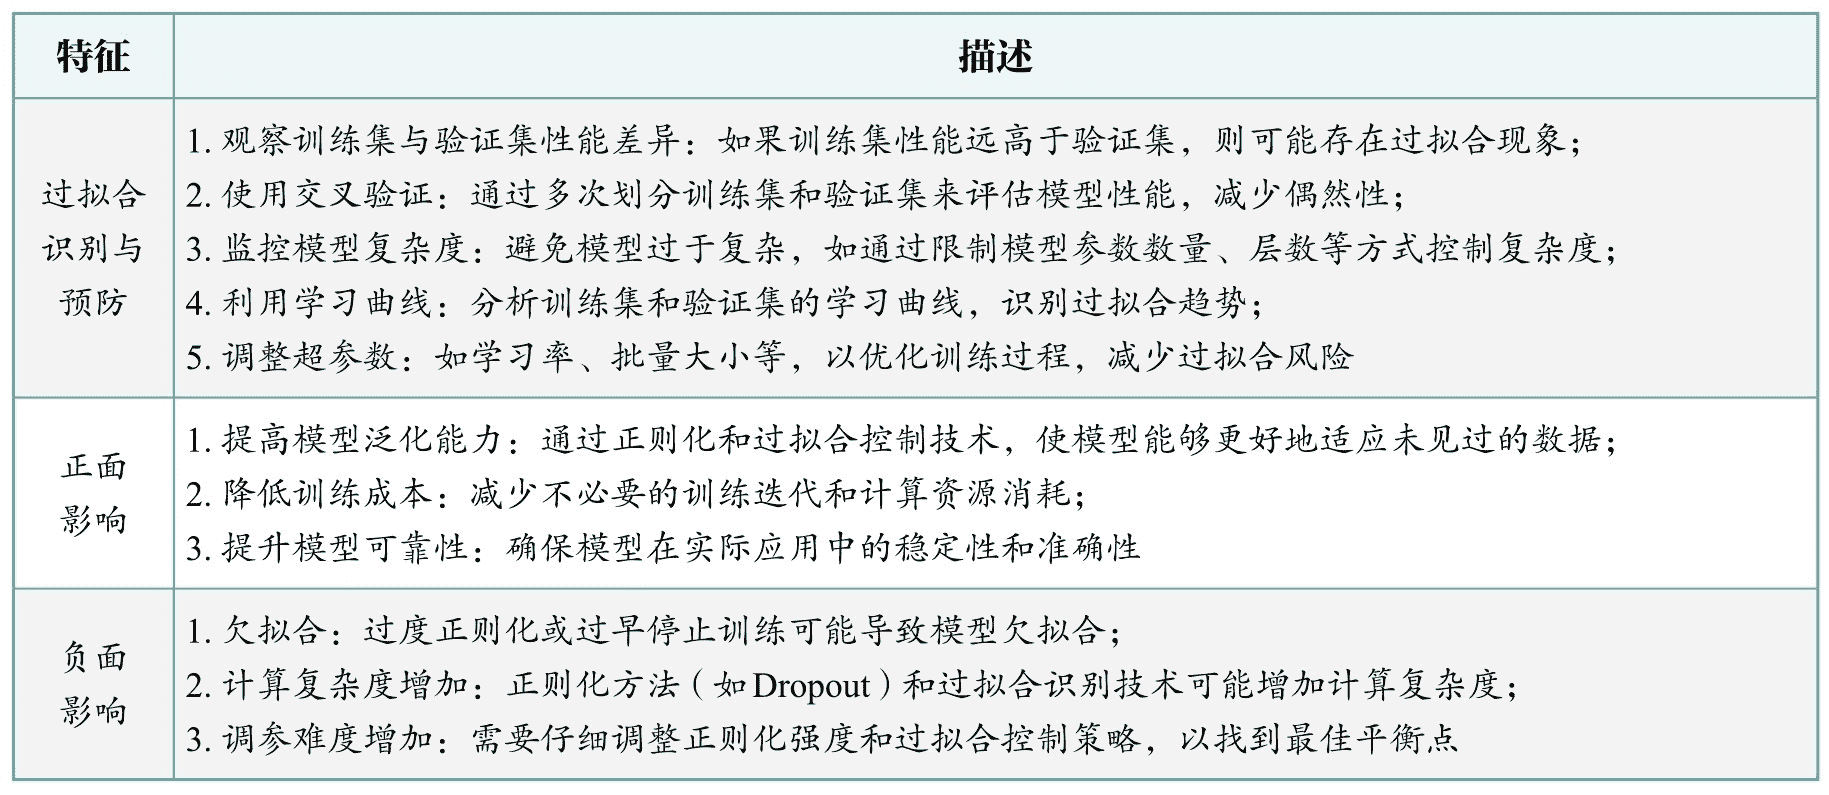 特征
描述
过拟合
识别与
预防
1. 观察训练集与验证集性能差异：如果训练集性能远高于验证集，则可能存在过拟合现象；
2. 使用交叉验证：通过多次划分训练集和验证集来评估模型性能，减少偶然性；
3. 监控模型复杂度：避免模型过于复杂，如通过限制模型参数数量、层数等方式控制复杂度；
4. 利用学习曲线：分析训练集和验证集的学习曲线，识别过拟合趋势；
5. 调整超参数：如学习率、批量大小等，以优化训练过程，减少过拟合风险
正面
影响
1. 提高模型泛化能力：通过正则化和过拟合控制技术，使模型能够更好地适应未见过的数据；
2. 降低训练成本：减少不必要的训练迭代和计算资源消耗；
3. 提升模型可靠性：确保模型在实际应用中的稳定性和准确性
负面
影响
1. 欠拟合：过度正则化或过早停止训练可能导致模型欠拟合；
2. 计算复杂度增加：正则化方法（如Dropout）和过拟合识别技术可能增加计算复杂度；
3. 调参难度增加：需要仔细调整正则化强度和过拟合控制策略，以找到最佳平衡点